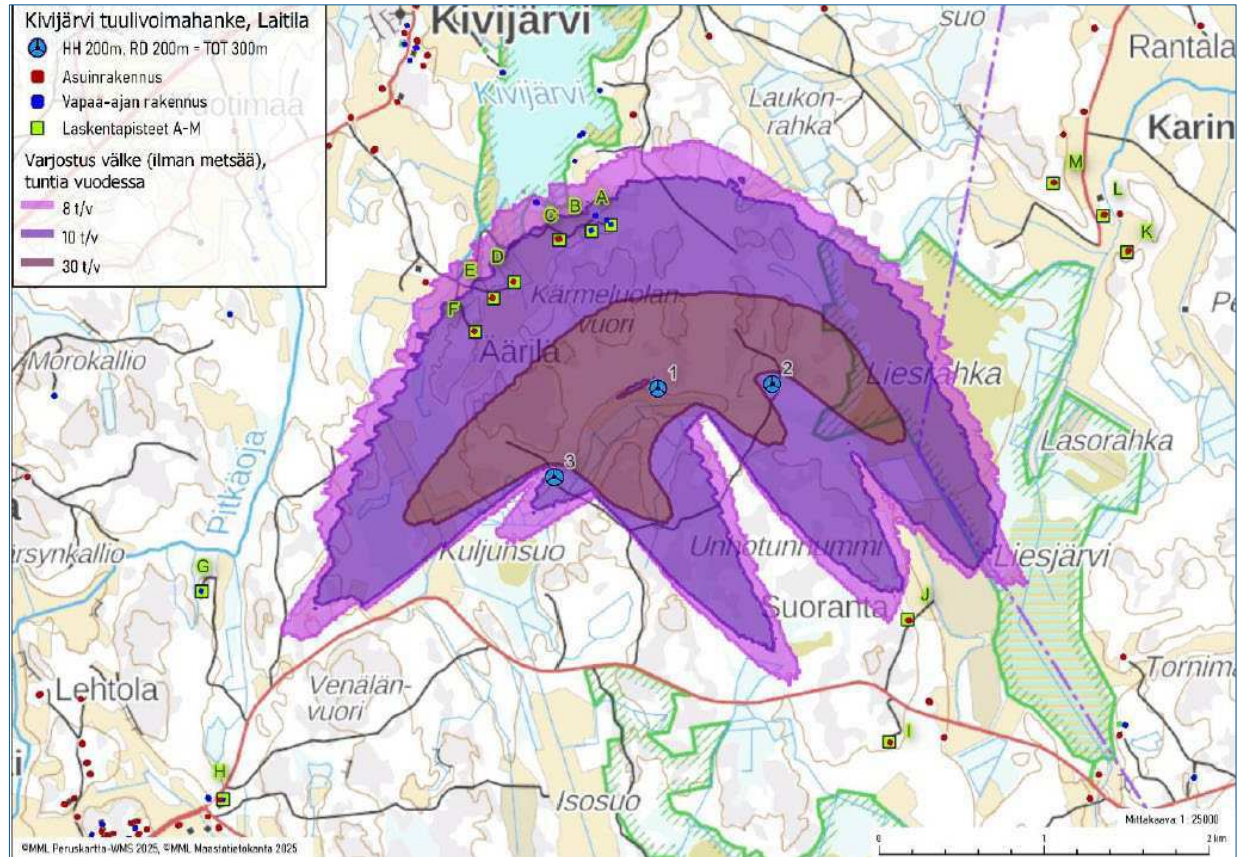 Kivijärvi tuulivoimahanke, Laitila
HH 200m, RD 200m = TOT 300m
Asuinrakennus
Vapaa-ajan rakennus
Laskentapisteet A-M
Varjostus välke (ilman metsää),
tuntia vuodessa
8 t/v
10 t/v
30 t/v
Kivijärvi
suo
Rantala
Kivijärvi
Laukon-
rahka
Karin
M
L
K
A
B
C
D
E
F
Kärmeluolan-
vuori
Äärilä
1
2
3
Liesrahka
Lasorahka
Morokallio
Pitkäoja
ärsynkallio
Kuljunsuo
Unhotunnummi
Liesjärvi
G
Suoranta
J
Lehtola
Venälän-
vuori
Tornimä
I
H
Isosuo
Mittakaava 1:25000
0 1 2 km
©MML Peruskartta-WMS 2025, ©MML Maastotietokanta 2025